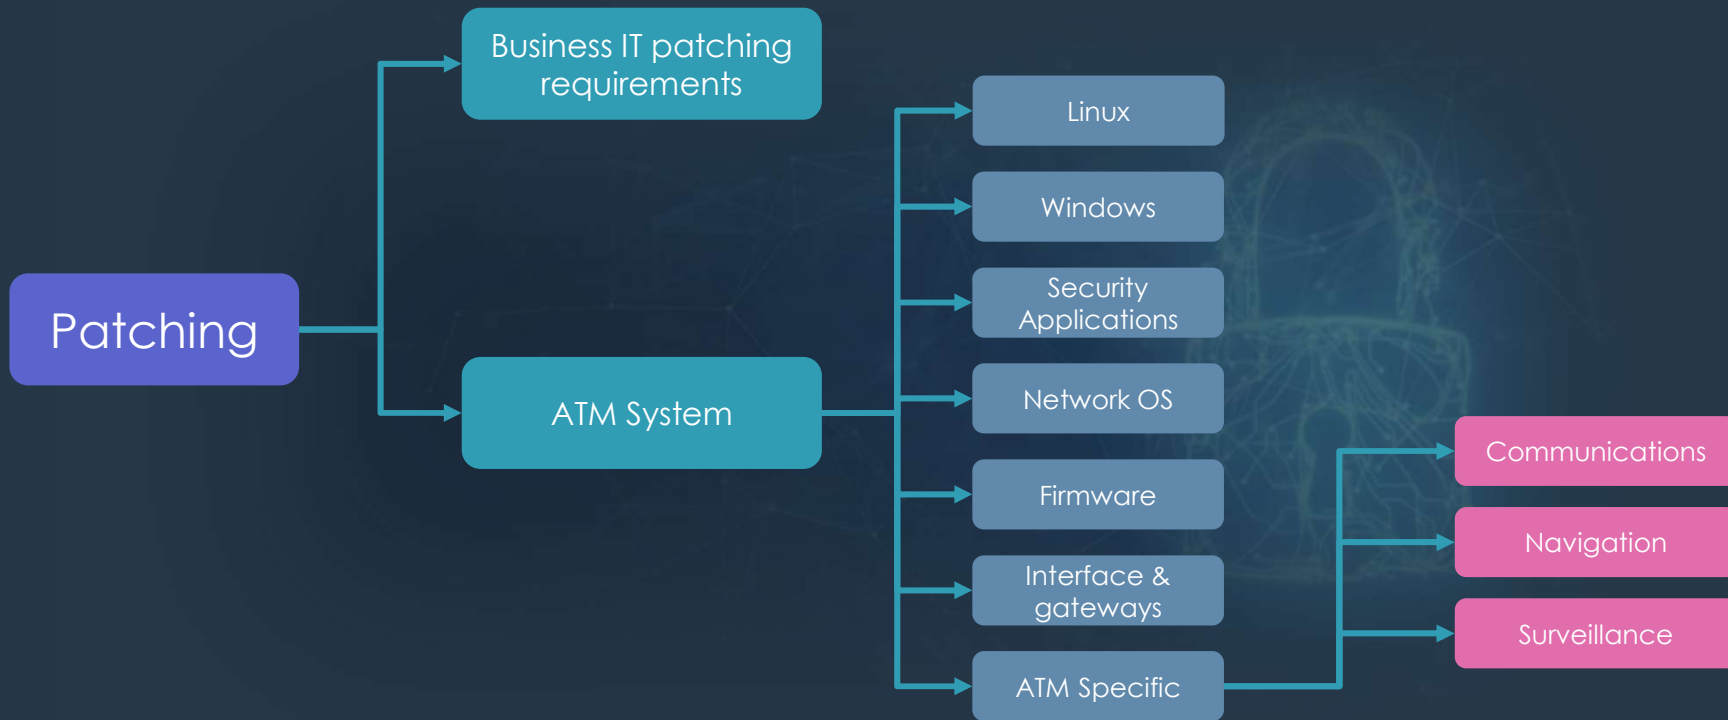 Business IT patching
requirements
Linux
Windows
Security
Applications
Patching
Network OS
ATM System
Communications
Firmware
Navigation
Interface &
gateways
Surveillance
ATM Specific